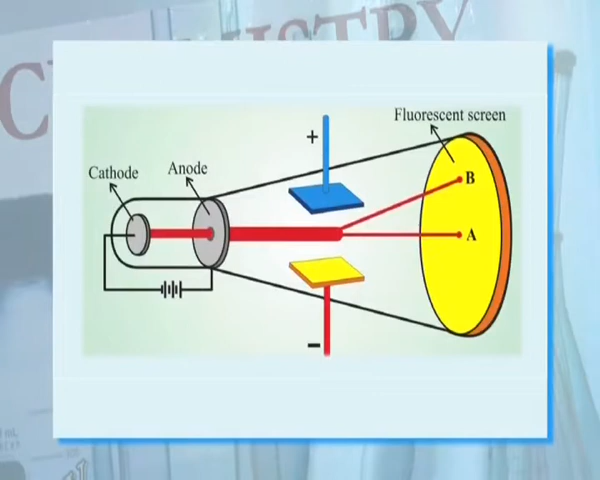 Fluorescent screen
Cathode
Anode
+
B
A
−